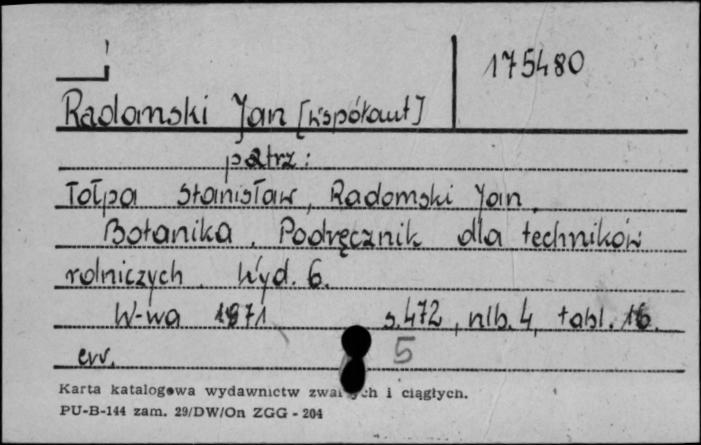 175480
Radomski Jan [współaut]
patrz:
Tołpa Stanisław, Radomski Jan.
Botanika. Podręcznik dla techników
rolniczych. Wyd. 6.
W-wa 1971 s. 472, nlb. 4, tabl. 16.
err. 5
Karta katalogowa wydawnictw zwartych i ciągłych.
PU-B-144 zam. 29/DW/On ZGG - 204